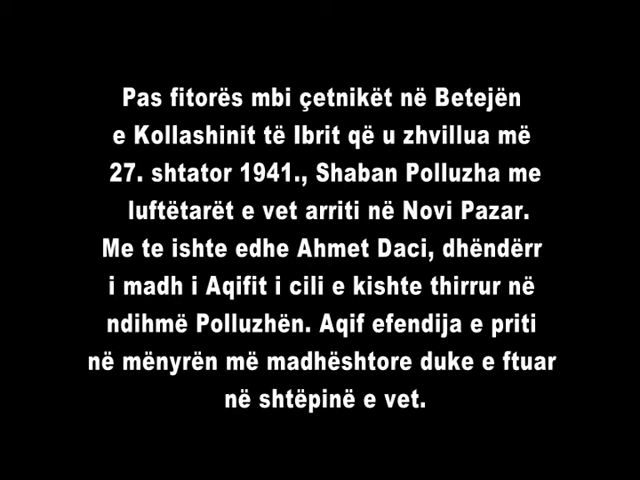 Pas fitorës mbi çetnikët në Betejën
e Kollashinit të Ibrit që u zhvillua më
27. shtator 1941., Shaban Polluzha me
luftëtarët e vet arriti në Novi Pazar.
Me te ishte edhe Ahmet Daci, dhëndërr
i madh i Aqifit i cili e kishte thirrur në
ndihmë Polluzhën. Aqif efendija e priti
në mënyrën më madhështore duke e ftuar
në shtëpinë e vet.